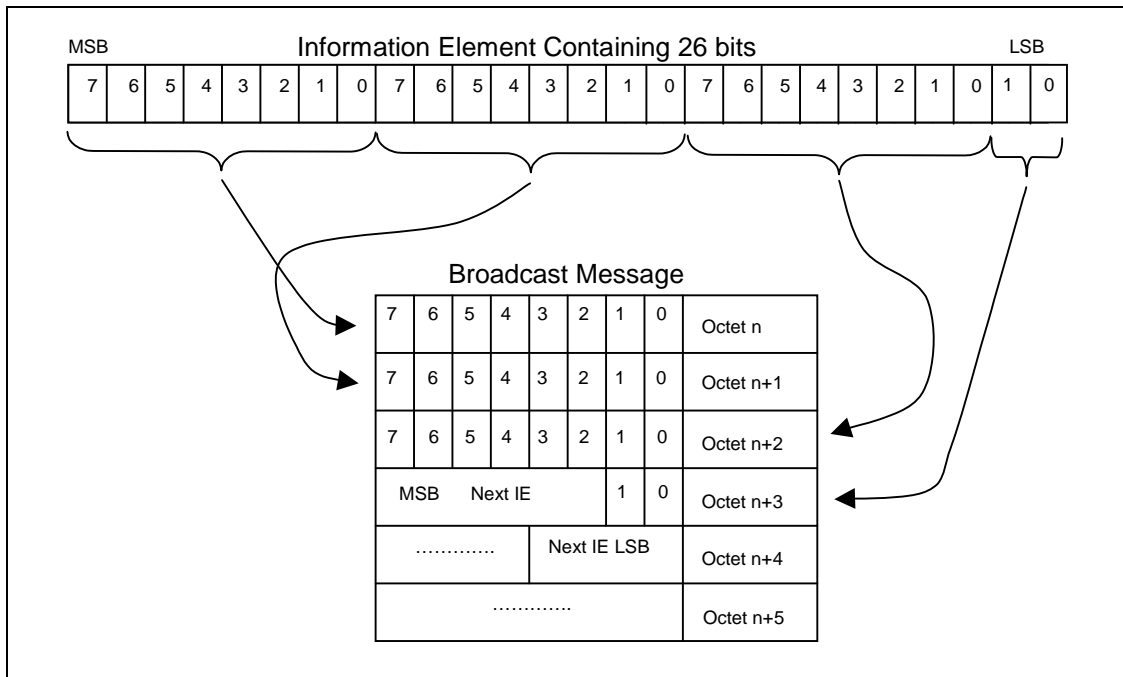 Information Element Containing 26 bits
MSB LSB
7 6 5 4 3 2 1 0 7 6 5 4 3 2 1 0 7 6 5 4 3 2 1 0 1 0
Broadcast Message
7 6 5 4 3 2 1 0 Octet n
7 6 5 4 3 2 1 0 Octet n+1
7 6 5 4 3 2 1 0 Octet n+2
MSB Next IE 1 0 Octet n+3
............. Next IE LSB Octet n+4
............. Octet n+5